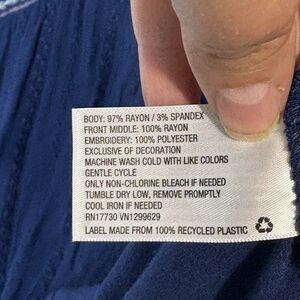 BODY: 97% RAYON / 3% SPANDEX
FRONT MIDDLE: 100% RAYON
EMBROIDERY: 100% POLYESTER
EXCLUSIVE OF DECORATION
MACHINE WASH COLD WITH LIKE COLORS
GENTLE CYCLE
ONLY NON-CHLORINE BLEACH IF NEEDED
TUMBLE DRY LOW, REMOVE PROMPTLY
COOL IRON IF NEEDED
RN17730 VN1299629
LABEL MADE FROM 100% RECYCLED PLASTIC